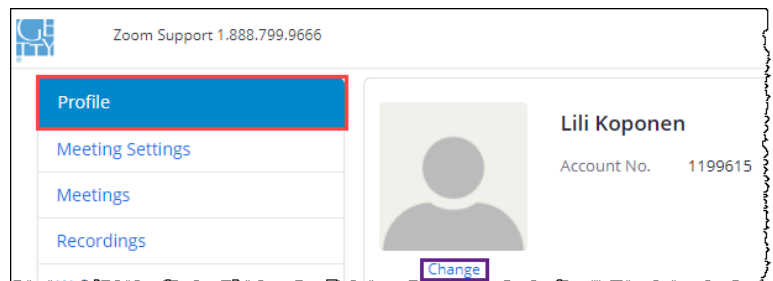 GETTY
Zoom Support 1.888.799.9666
Profile
Lili Koponen
Meeting Settings
Account No. 1199615
Meetings
Recordings
Change